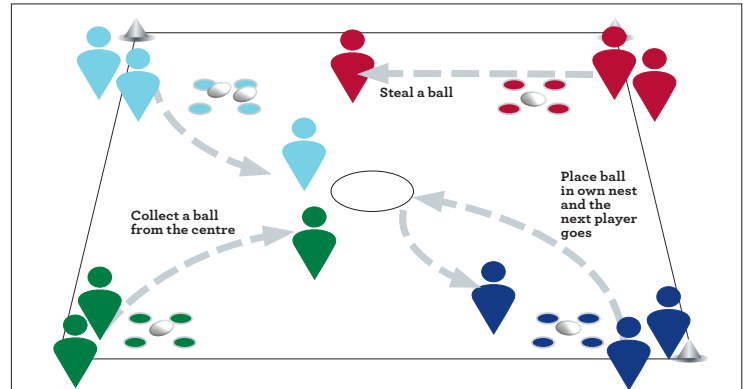 Steal a ball
Place ball
in own nest
and the
next player
goes
Collect a ball
from the centre